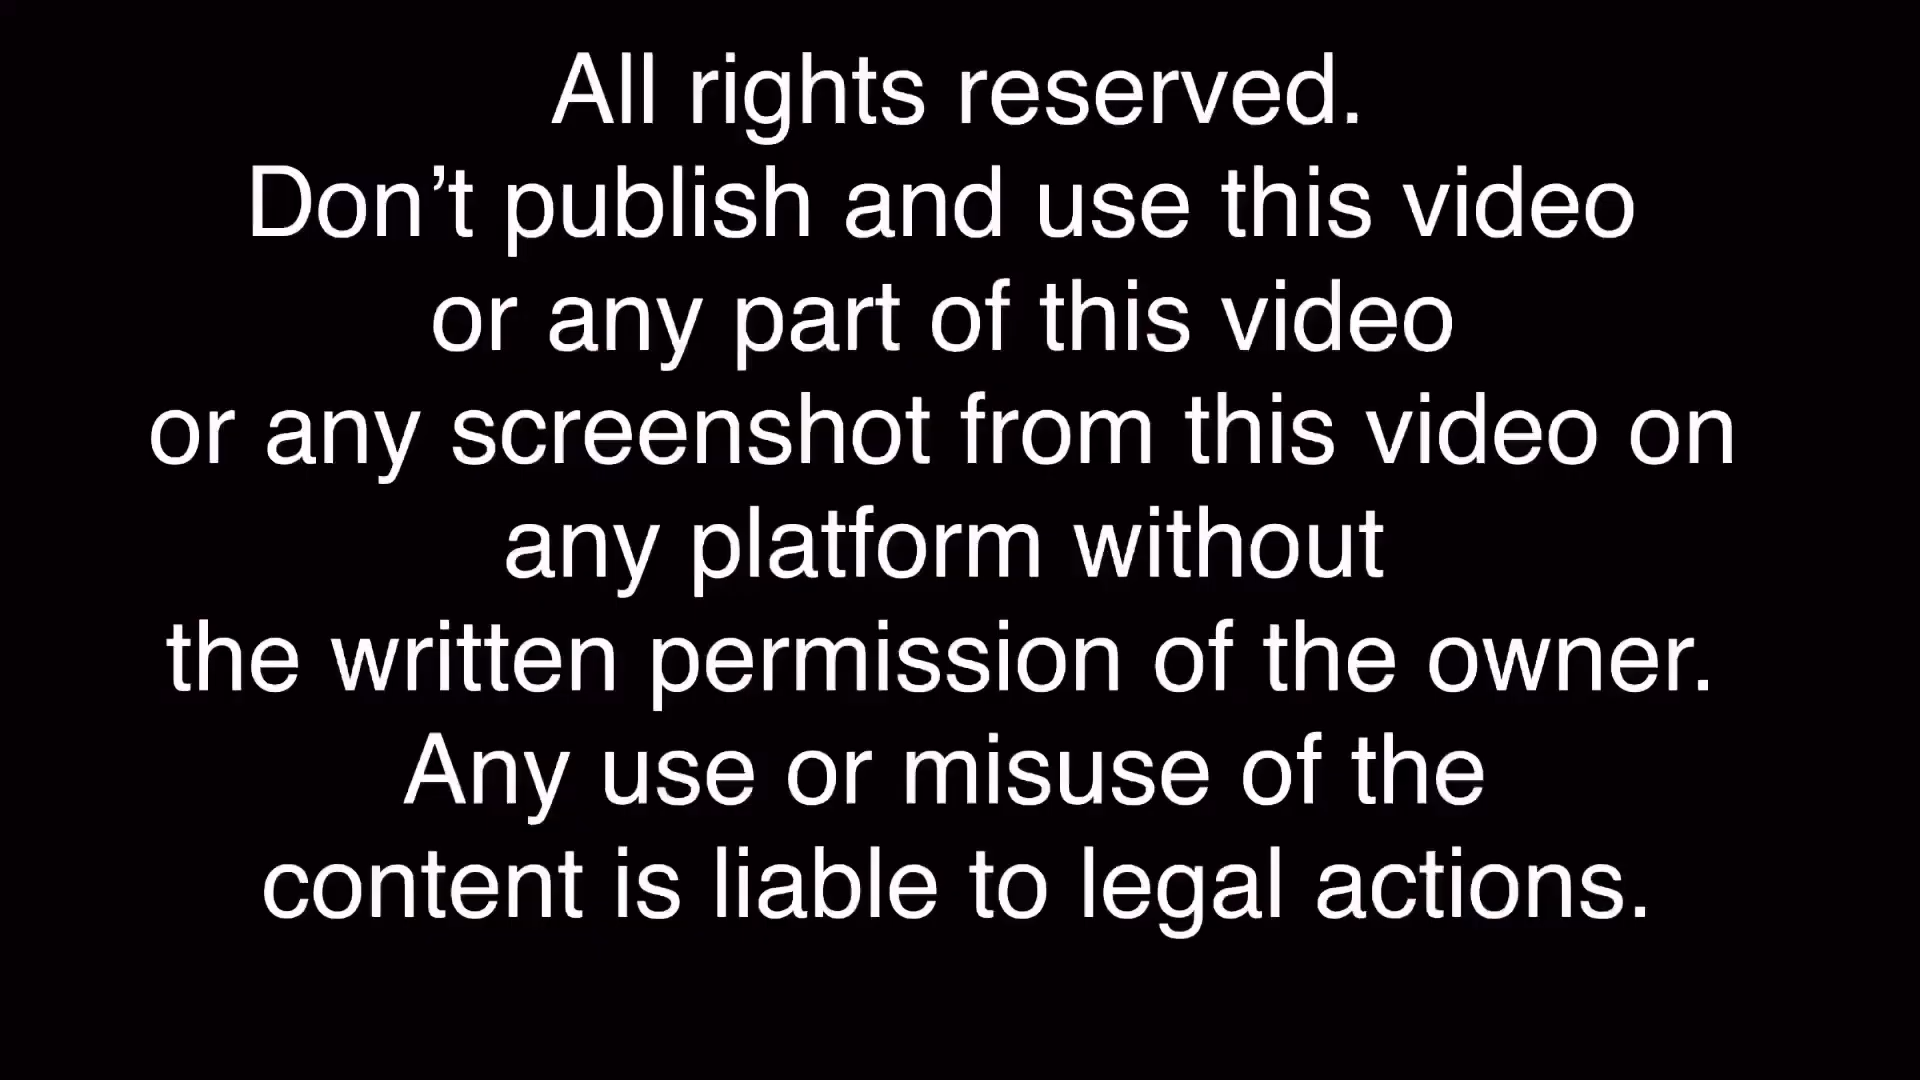 All rights reserved.
Don’t publish and use this video
or any part of this video
or any screenshot from this video on
any platform without
the written permission of the owner.
Any use or misuse of the
content is liable to legal actions.